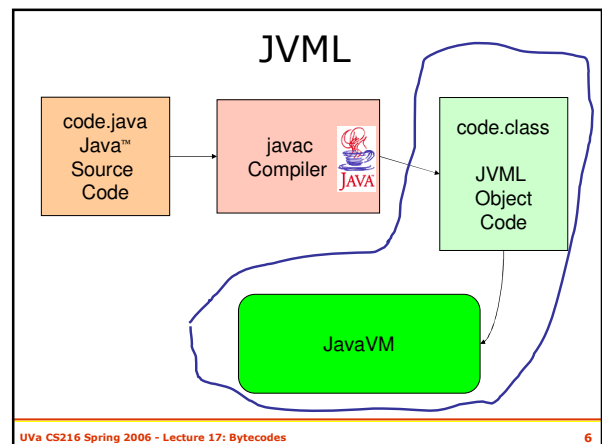 JVML
code.java
Java™
Source
Code
javac
Compiler
JAVA
code.class
JVML
Object
Code
JavaVM
UVa CS216 Spring 2006 - Lecture 17: Bytecodes
6